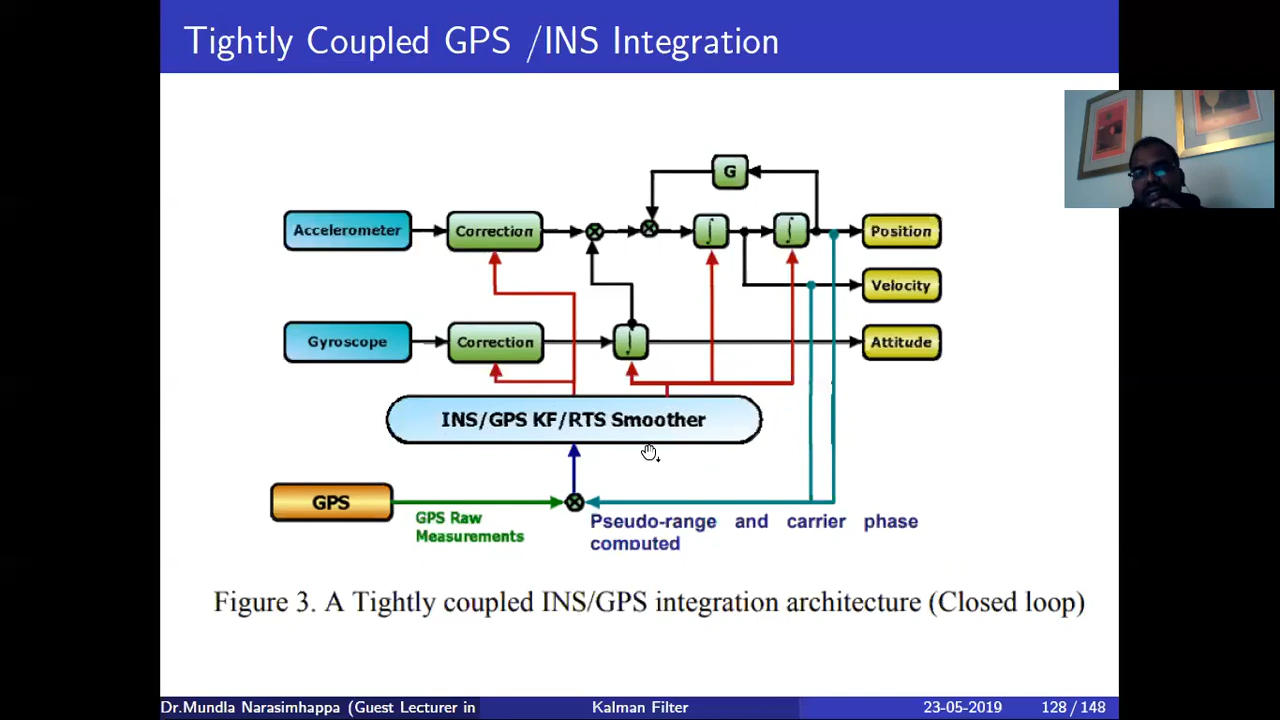 Tightly Coupled GPS /INS Integration
G
Accelerometer
Correction
∫
∫
Position
Velocity
Gyroscope
Correction
∫
Attitude
INS/GPS KF/RTS Smoother
GPS
GPS Raw
Measurements
Pseudo-range and carrier phase
computed
Figure 3. A Tightly coupled INS/GPS integration architecture (Closed loop)
Dr.Mundla Narasimhappa (Guest Lecturer in
Kalman Filter
23-05-2019
128 / 148